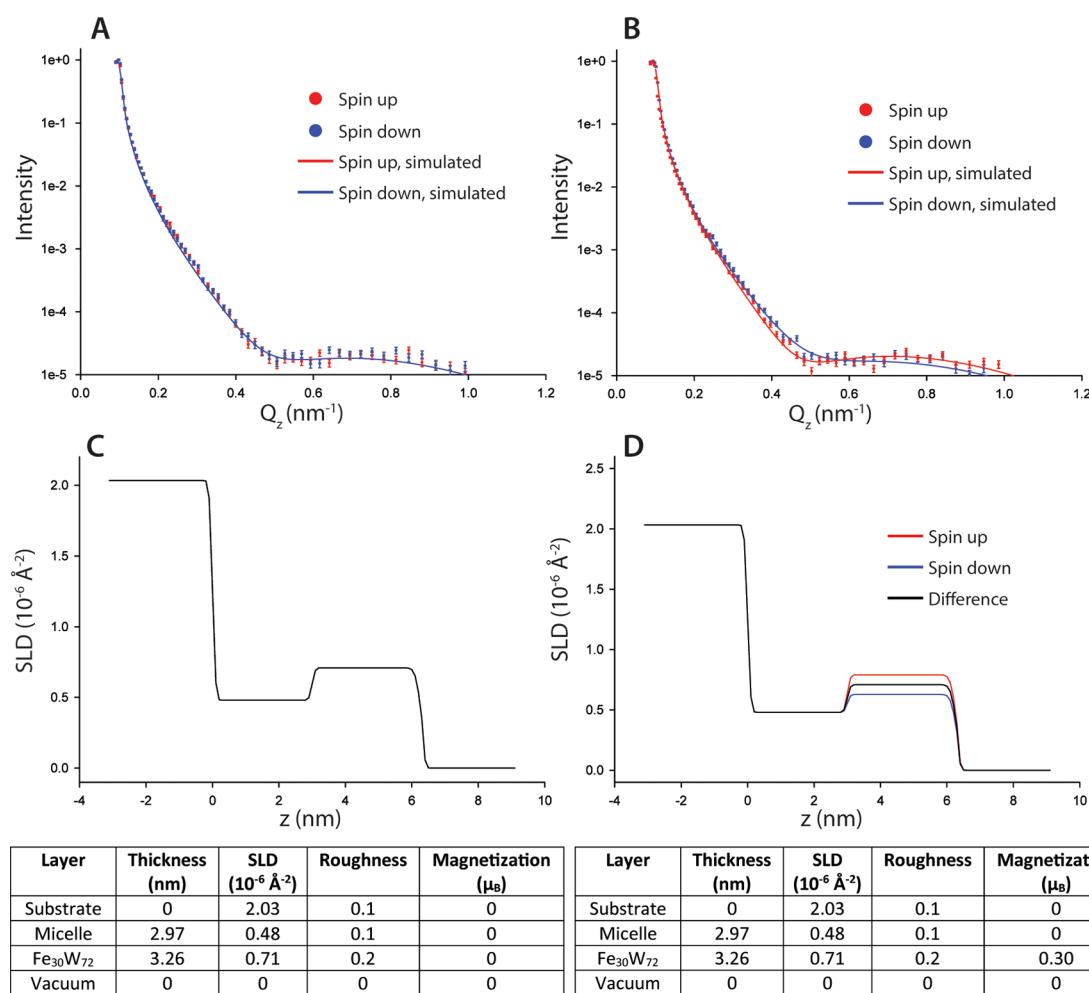 A
1e+0
1e-1
1e-2
1e-3
1e-4
1e-5
Intensity
Spin up
Spin down
Spin up, simulated
Spin down, simulated
0.0 0.2 0.4 0.6 0.8 1.0 1.2
Qz (nm-1)
B
1e+0
1e-1
1e-2
1e-3
1e-4
1e-5
Intensity
Spin up
Spin down
Spin up, simulated
Spin down, simulated
0.0 0.2 0.4 0.6 0.8 1.0 1.2
Qz (nm-1)
C
2.0
1.5
1.0
0.5
0.0
SLD (10-6 Å-2)
-4 -2 0 2 4 6 8 10
z (nm)
D
2.5
2.0
1.5
1.0
0.5
0.0
SLD (10-6 Å-2)
Spin up
Spin down
Difference
-4 -2 0 2 4 6 8 10
z (nm)
Layer Thickness (nm) SLD (10-6 Å-2) Roughness Magnetization (μB)
Substrate 0 2.03 0.1 0
Micelle 2.97 0.48 0.1 0
Fe30W72 3.26 0.71 0.2 0
Vacuum 0 0 0 0
Layer Thickness (nm) SLD (10-6 Å-2) Roughness Magnetizat (μB)
Substrate 0 2.03 0.1 0
Micelle 2.97 0.48 0.1 0
Fe30W72 3.26 0.71 0.2 0.30
Vacuum 0 0 0 0